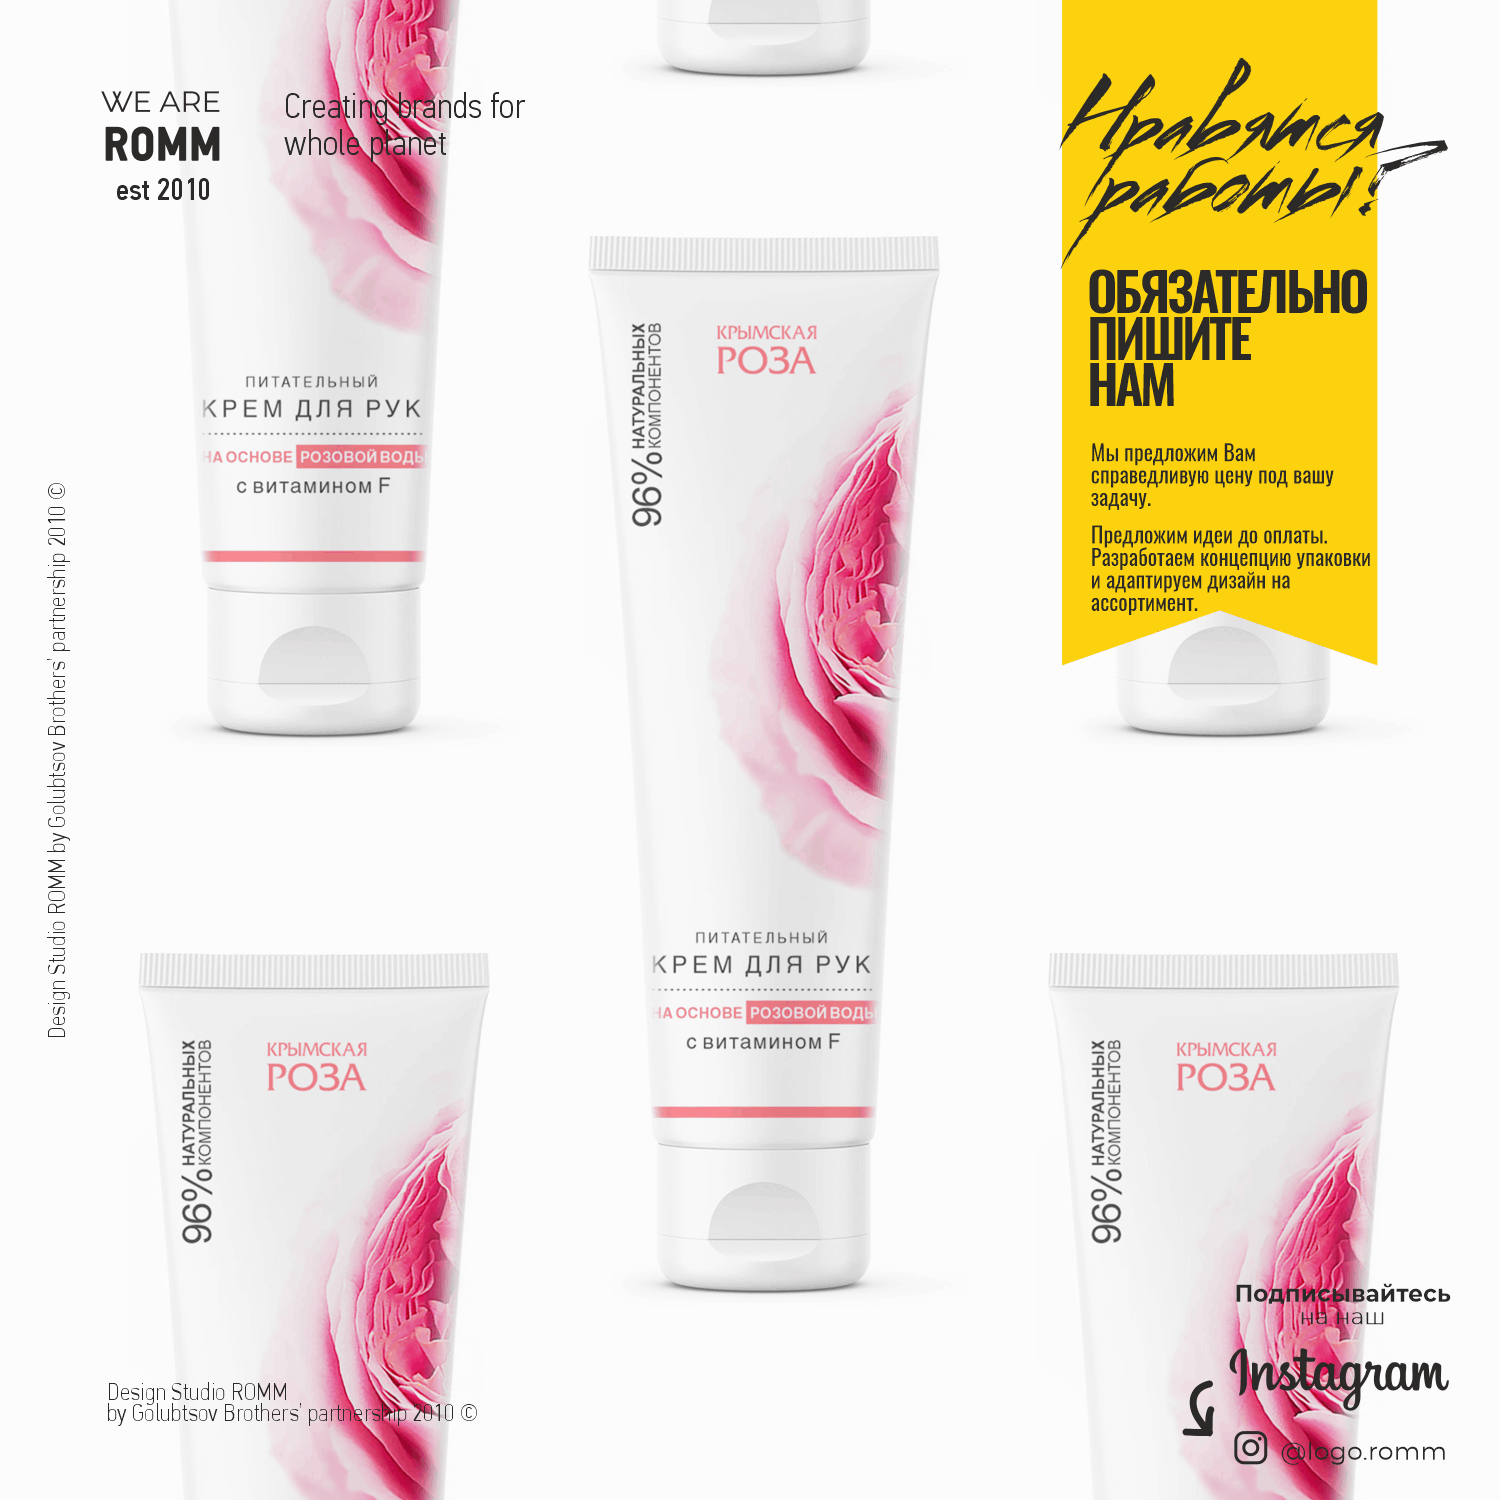 WE ARE
ROMM
est 2010
Creating brands for
whole planet
ПИТАТЕЛЬНЫЙ
КРЕМ ДЛЯ РУК
НА ОСНОВЕ РОЗОВОЙ ВОДЫ
с витамином F
Design Studio ROMM by Golubtsov Brothers' partnership 2010 ©
96% НАТУРАЛЬНЫХ
КОМПОНЕНТОВ
КРЫМСКАЯ
РОЗА
ПИТАТЕЛЬНЫЙ
КРЕМ ДЛЯ РУК
НА ОСНОВЕ РОЗОВОЙ ВОДЫ
с витамином F
Нравятся
работы?
ОБЯЗАТЕЛЬНО
ПИШИТЕ
НАМ
Мы предложим Вам
справедливую цену под вашу
задачу.
Предложим идеи до оплаты.
Разработаем концепцию упаковки
и адаптируем дизайн на
ассортимент.
96% НАТУРАЛЬНЫХ
КОМПОНЕНТОВ
КРЫМСКАЯ
РОЗА
Design Studio ROMM
by Golubtsov Brothers' partnership 2010 ©
96% НАТУРАЛЬНЫХ
КОМПОНЕНТОВ
КРЫМСКАЯ
РОЗА
Подписывайтесь
на наш
Instagram
@logo.romm